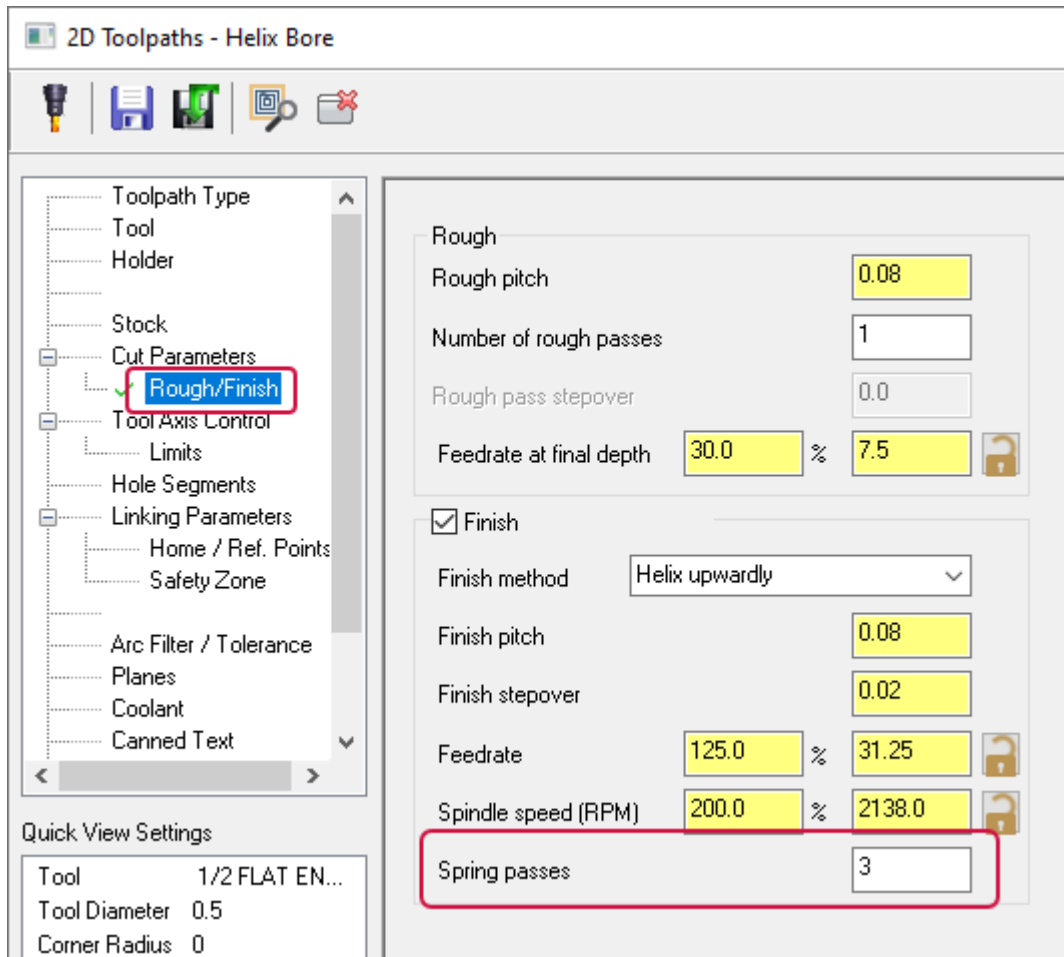 2D Toolpaths - Helix Bore
Toolpath Type
Tool
Holder
Stock
Cut Parameters
Rough/Finish
Tool Axis Control
Limits
Hole Segments
Linking Parameters
Home / Ref. Points
Safety Zone
Arc Filter / Tolerance
Planes
Coolant
Canned Text
Quick View Settings
Tool 1/2 FLAT EN...
Tool Diameter 0.5
Corner Radius 0
Rough
Rough pitch 0.08
Number of rough passes 1
Rough pass stepover 0.0
Feedrate at final depth 30.0 % 7.5
Finish
Finish method Helix upwardly
Finish pitch 0.08
Finish stepover 0.02
Feedrate 125.0 % 31.25
Spindle speed (RPM) 200.0 % 2138.0
Spring passes 3